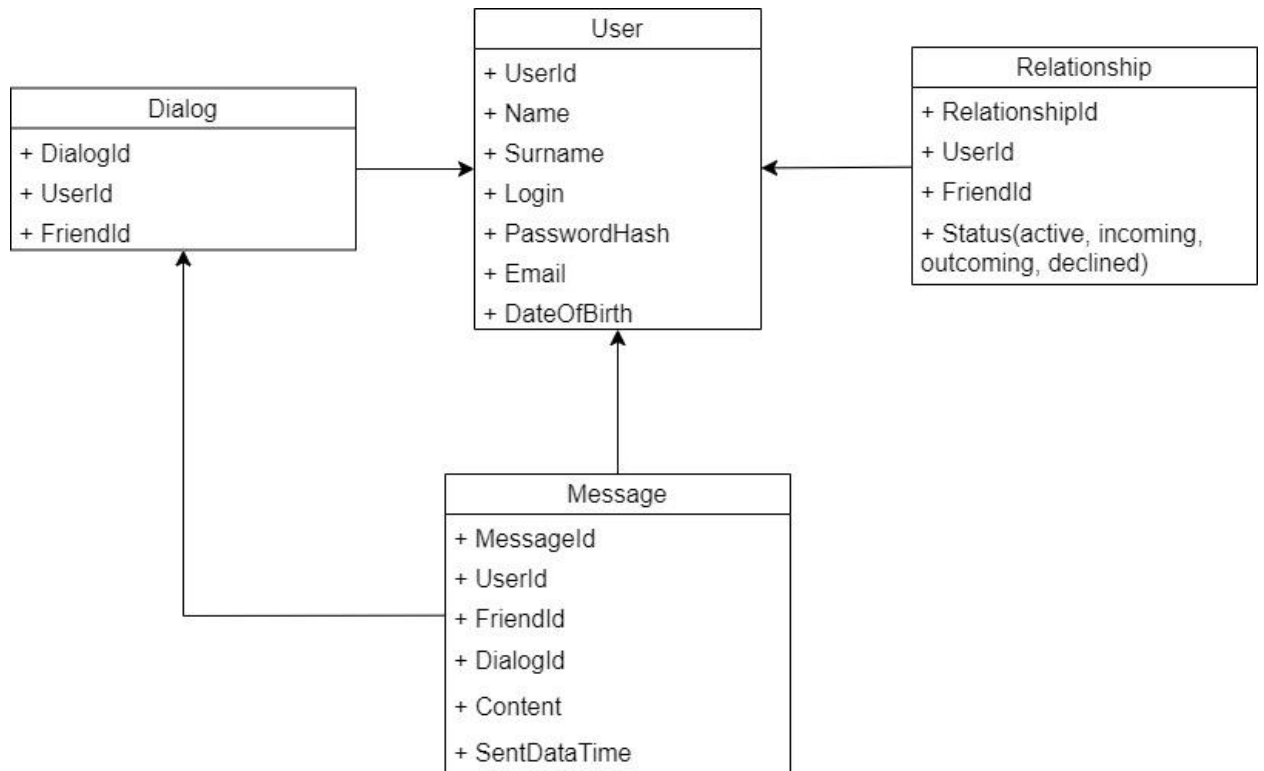 User
+ UserId
+ Name
+ Surname
+ Login
+ PasswordHash
+ Email
+ DateOfBirth
Relationship
+ RelationshipId
+ UserId
+ FriendId
+ Status(active, incoming,
outcoming, declined)
Dialog
+ DialogId
+ UserId
+ FriendId
Message
+ MessageId
+ UserId
+ FriendId
+ DialogId
+ Content
+ SentDataTime